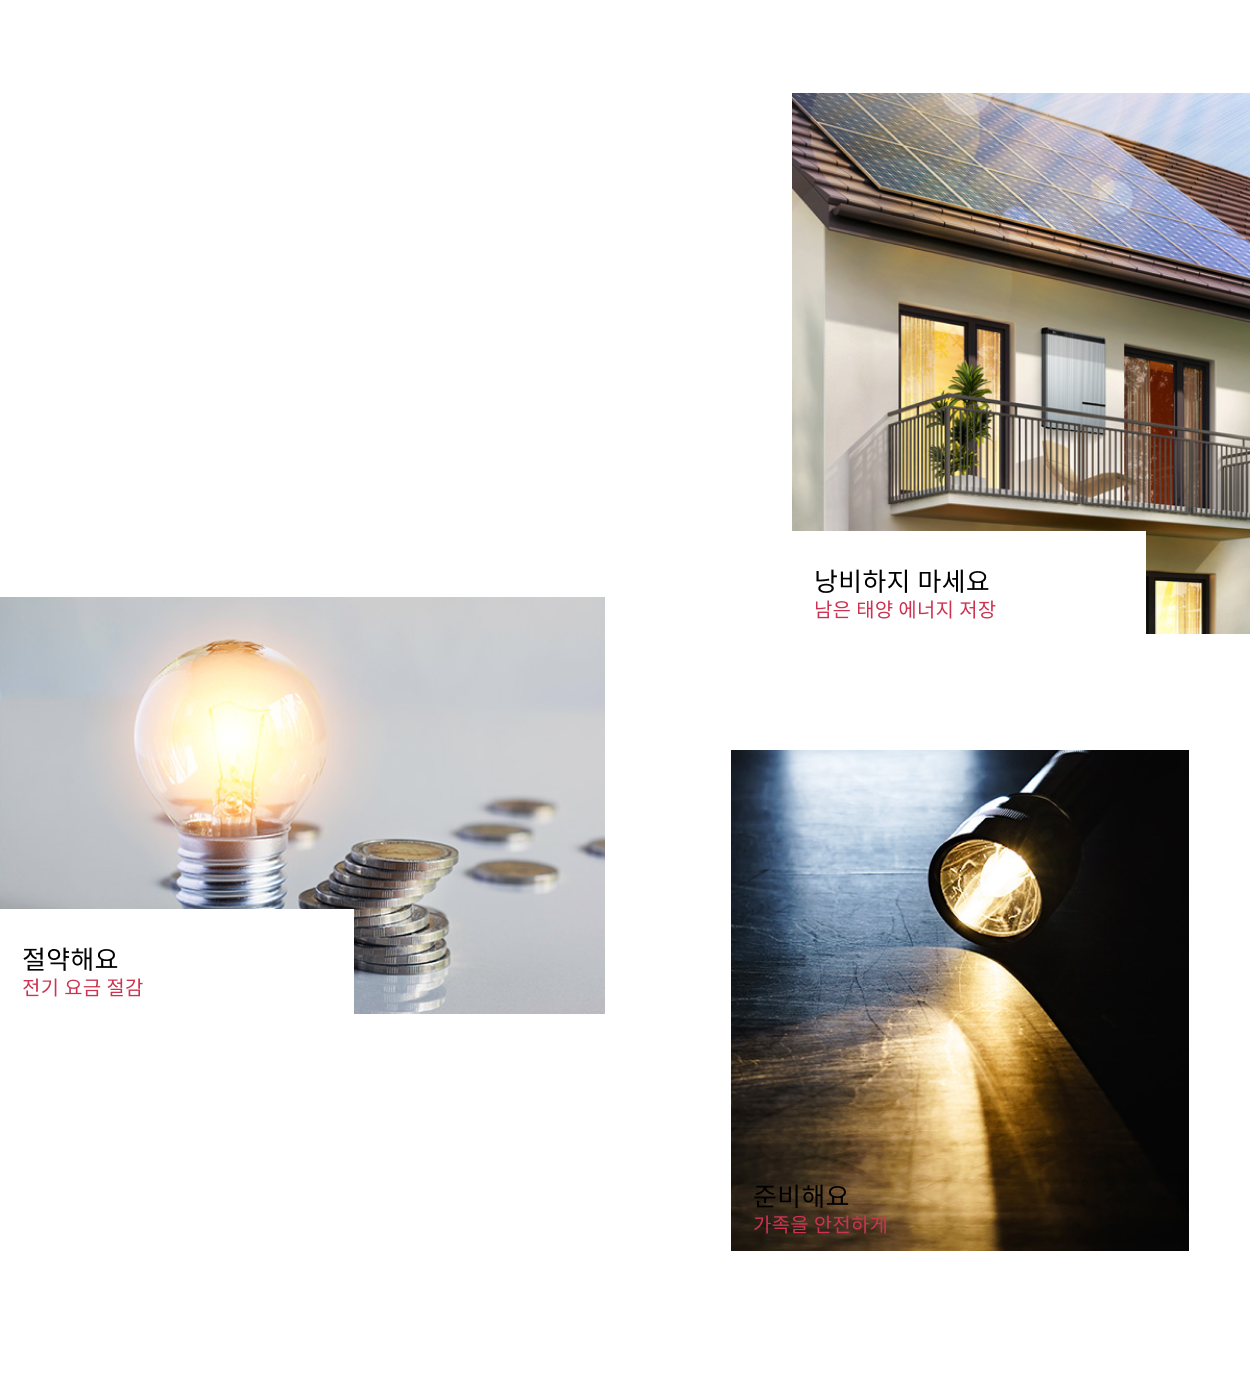 낭비하지 마세요
남은 태양 에너지 저장
절약해요
전기 요금 절감
준비해요
가족을 안전하게